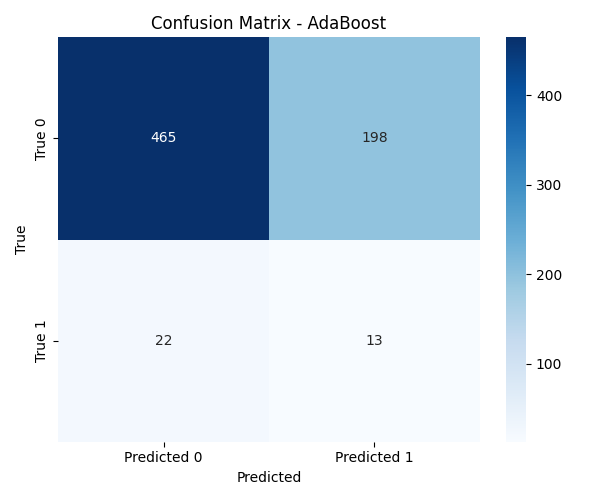 Confusion Matrix - AdaBoost
True
True 0
465
198
True 1
22
13
Predicted 0
Predicted 1
Predicted
400
300
200
100